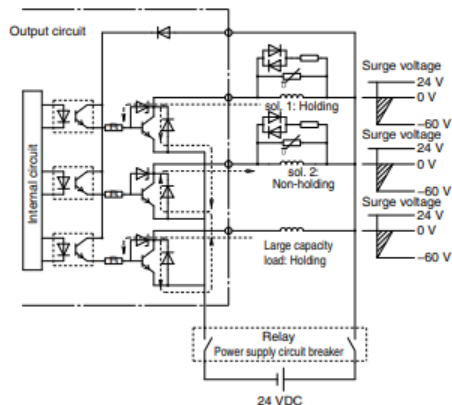 Output circuit
Surge voltage
24 V
0 V
–60 V
sol. 1: Holding
Surge voltage
24 V
0 V
–60 V
sol. 2:
Non-holding
Surge voltage
24 V
0 V
–60 V
Large capacity
load: Holding
Internal circuit
Relay
Power supply circuit breaker
24 VDC